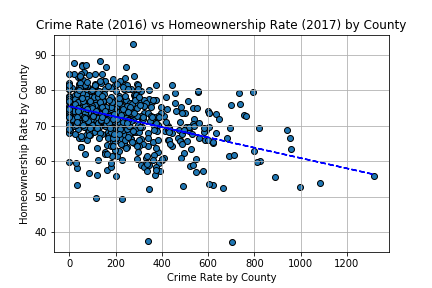 Crime Rate (2016) vs Homeownership Rate (2017) by County
Homeownership Rate by County
90
80
70
60
50
40
0 200 400 600 800 1000 1200
Crime Rate by County